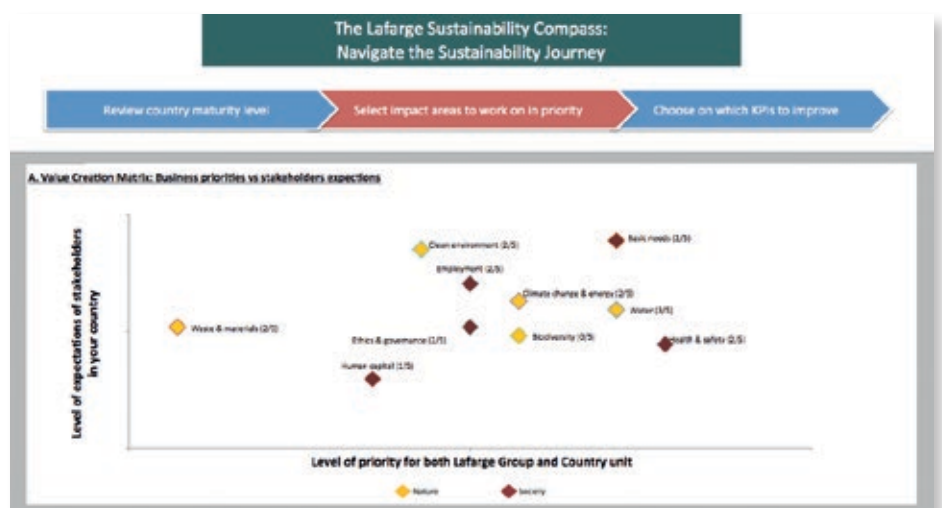 The Lafarge Sustainability Compass:
Navigate the Sustainability Journey
Review country maturity level
Select impact areas to work on in priority
Choose on which KPIs to improve
A. Value Creation Matrix: Business priorities vs stakeholders expections
Level of expectations of stakeholders
in your country
Clean environment (2/5)
Basic needs (2/5)
Employment (2/5)
Climate change & energy (2/5)
Water (3/5)
Waste & materials (2/5)
Ethics & governance (1/5)
Biodiversity (0/5)
Health & safety (2/5)
Human capital (1/5)
Level of priority for both Lafarge Group and Country unit
Nature
Society